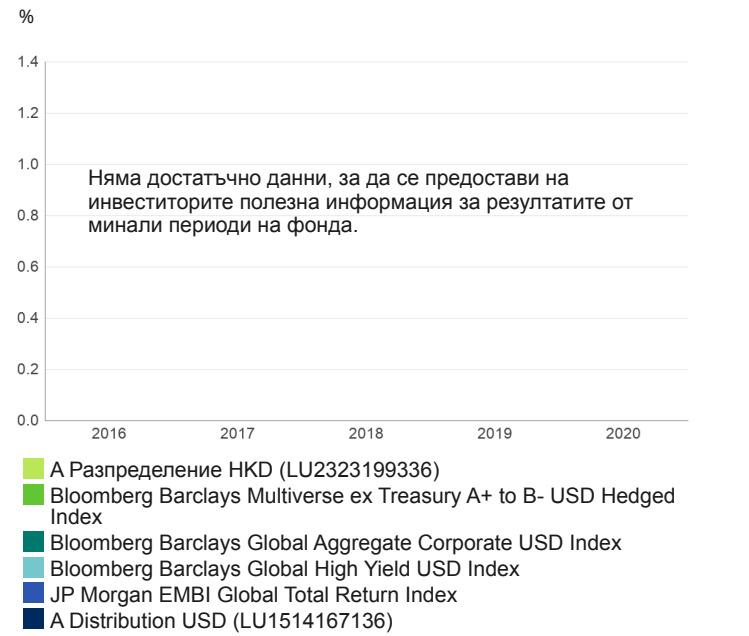 %
1.4
1.2
1.0
0.8
0.6
0.4
0.2
0.0
Няма достатъчно данни, за да се предостави на
инвеститорите полезна информация за резултатите от
минали периоди на фонда.
2016 2017 2018 2019 2020
А Разпределение HKD (LU2323199336)
Bloomberg Barclays Multiverse ex Treasury A+ to B- USD Hedged
Index
Bloomberg Barclays Global Aggregate Corporate USD Index
Bloomberg Barclays Global High Yield USD Index
JP Morgan EMBI Global Total Return Index
A Distribution USD (LU1514167136)